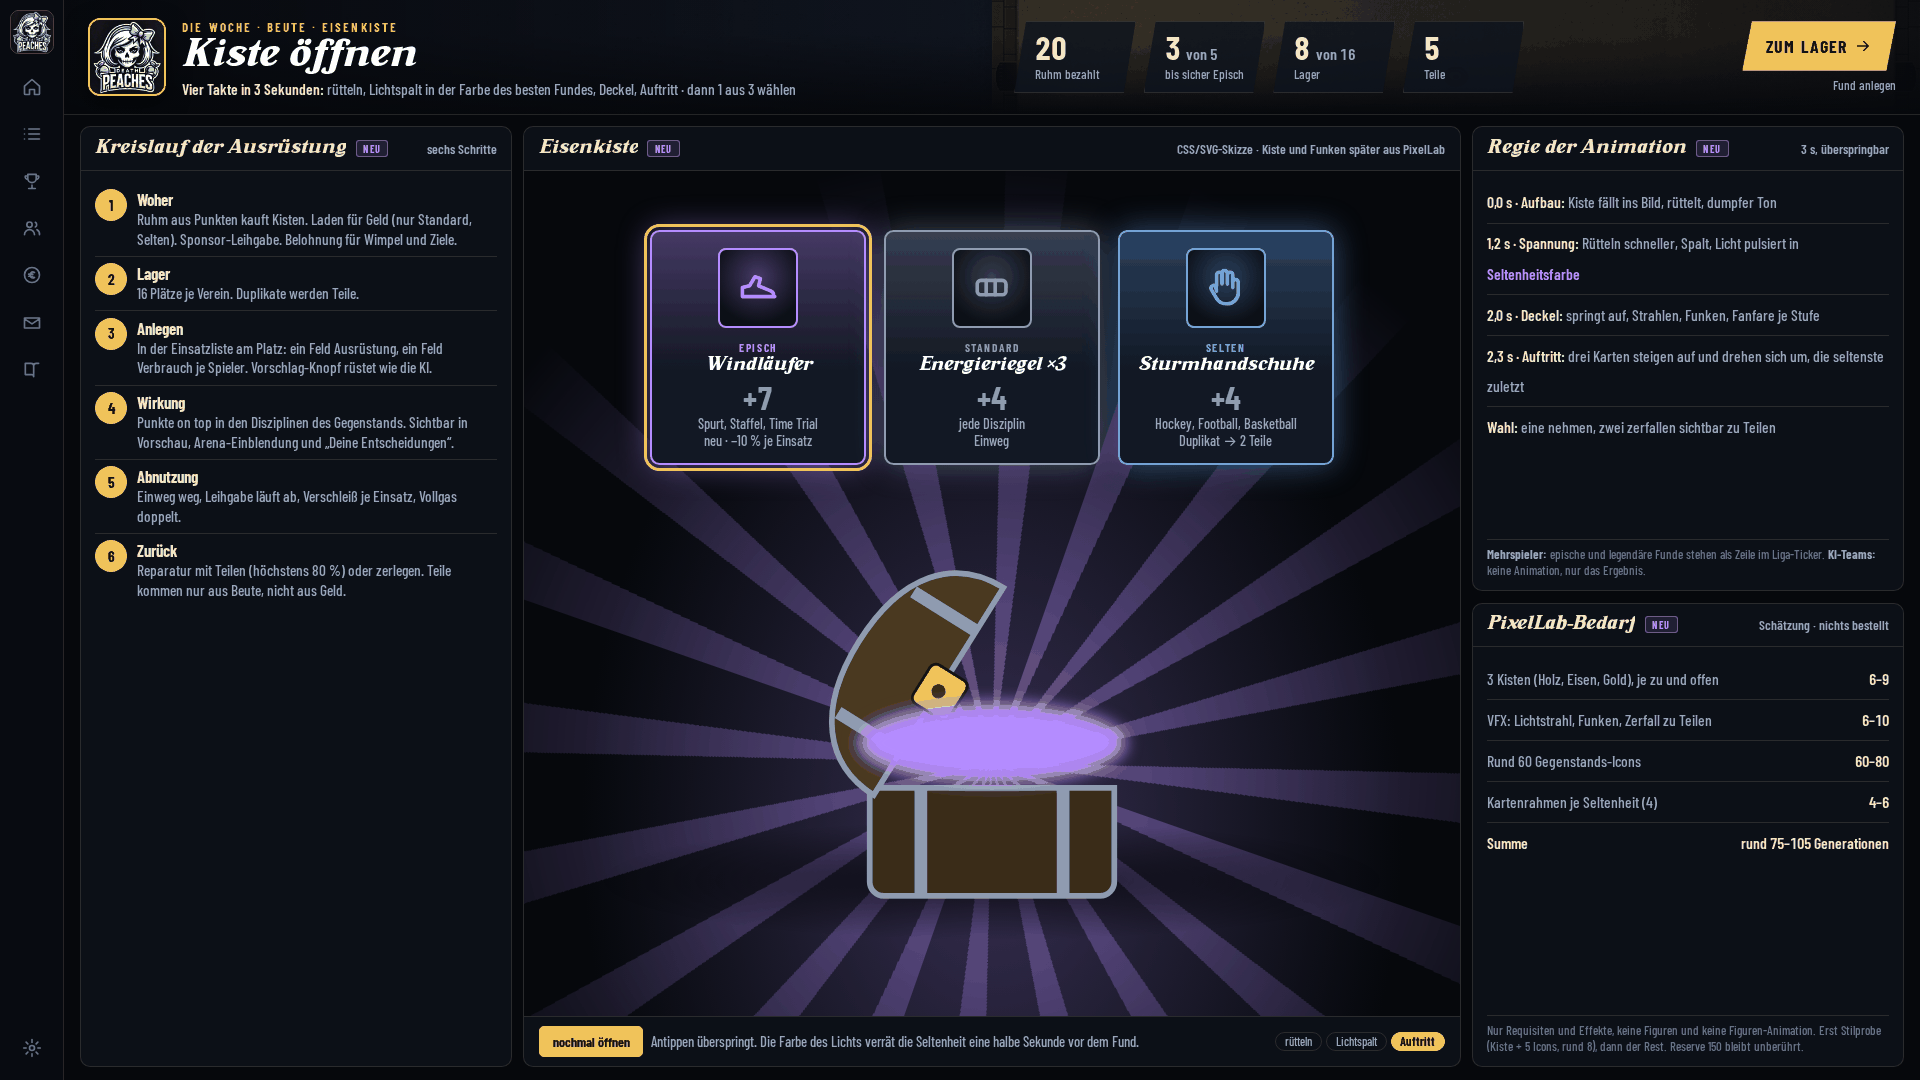 DEATH
PEACHES
DEATH
PEACHES
DIE WOCHE · BEUTE · EISENKISTE
Kiste öffnen
Vier Takte in 3 Sekunden: rütteln, Lichtspalt in der Farbe des besten Fundes, Deckel, Auftritt · dann 1 aus 3 wählen
20
Ruhm bezahlt
3 von 5
bis sicher Episch
8 von 16
Lager
5
Teile
ZUM LAGER →
Fund anlegen
Kreislauf der Ausrüstung NEU sechs Schritte
1 Woher
Ruhm aus Punkten kauft Kisten. Laden für Geld (nur Standard,
Selten). Sponsor-Leihgabe. Belohnung für Wimpel und Ziele.
2 Lager
16 Plätze je Verein. Duplikate werden Teile.
3 Anlegen
In der Einsatzliste am Platz: ein Feld Ausrüstung, ein Feld
Verbrauch je Spieler. Vorschlag-Knopf rüstet wie die KI.
4 Wirkung
Punkte on top in den Disziplinen des Gegenstands. Sichtbar in
Vorschau, Arena-Einblendung und „Deine Entscheidungen“.
5 Abnutzung
Einweg weg, Leihgabe läuft ab, Verschleiß je Einsatz, Vollgas
doppelt.
6 Zurück
Reparatur mit Teilen (höchstens 80 %) oder zerlegen. Teile
kommen nur aus Beute, nicht aus Geld.
Eisenkiste NEU CSS/SVG-Skizze · Kiste und Funken später aus PixelLab
EPISCH
Windläufer
+7
Spurt, Staffel, Time Trial
neu · −10 % je Einsatz
STANDARD
Energieriegel ×3
+4
jede Disziplin
Einweg
SELTEN
Sturmhandschuhe
+4
Hockey, Football, Basketball
Duplikat → 2 Teile
nochmal öffnen Antippen überspringt. Die Farbe des Lichts verrät die Seltenheit eine halbe Sekunde vor dem Fund. rütteln Lichtspalt Auftritt
Regie der Animation NEU 3 s, überspringbar
0,0 s · Aufbau: Kiste fällt ins Bild, rüttelt, dumpfer Ton
1,2 s · Spannung: Rütteln schneller, Spalt, Licht pulsiert in
Seltenheitsfarbe
2,0 s · Deckel: springt auf, Strahlen, Funken, Fanfare je Stufe
2,3 s · Auftritt: drei Karten steigen auf und drehen sich um, die seltenste
zuletzt
Wahl: eine nehmen, zwei zerfallen sichtbar zu Teilen
Mehrspieler: epische und legendäre Funde stehen als Zeile im Liga-Ticker. KI-Teams:
keine Animation, nur das Ergebnis.
PixelLab-Bedarf NEU Schätzung · nichts bestellt
3 Kisten (Holz, Eisen, Gold), je zu und offen 6–9
VFX: Lichtstrahl, Funken, Zerfall zu Teilen 6–10
Rund 60 Gegenstands-Icons 60–80
Kartenrahmen je Seltenheit (4) 4–6
Summe rund 75–105 Generationen
Nur Requisiten und Effekte, keine Figuren und keine Figuren-Animation. Erst Stilprobe
(Kiste + 5 Icons, rund 8), dann der Rest. Reserve 150 bleibt unberührt.